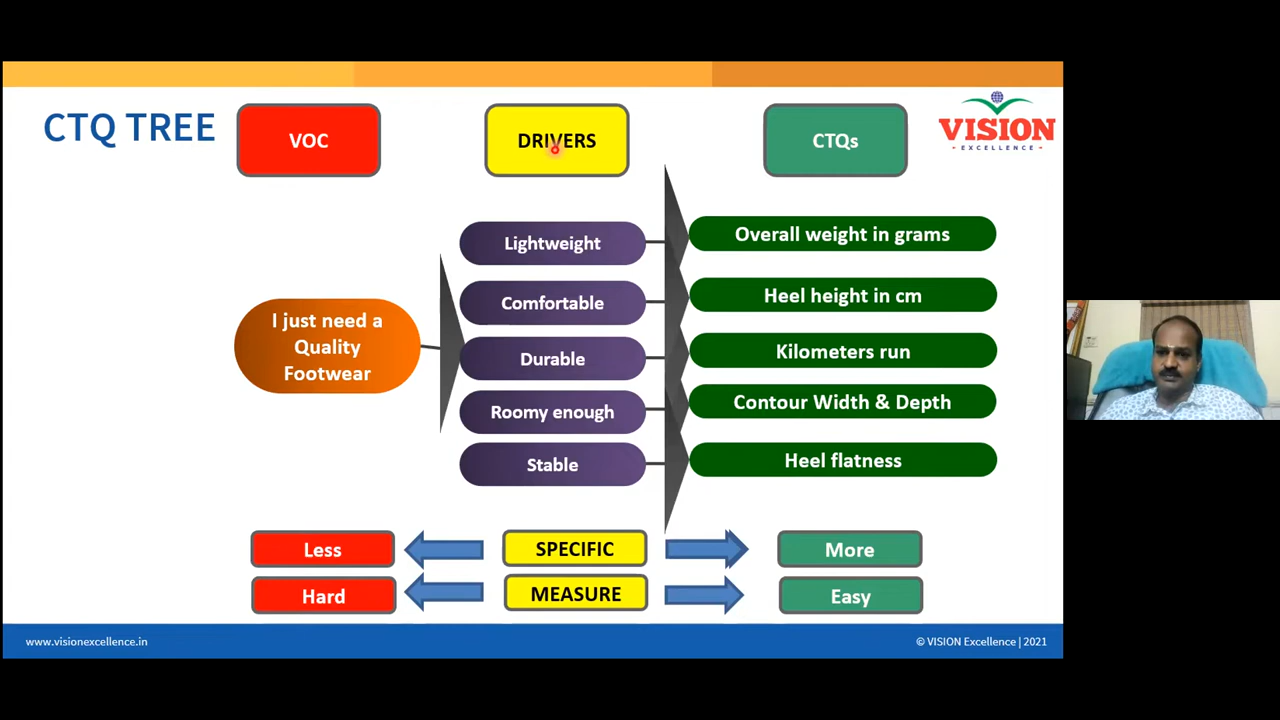 CTQ TREE
VOC
DRIVERS
CTQs
VISION
- EXCELLENCE -
I just need a
Quality
Footwear
Lightweight
Comfortable
Durable
Roomy enough
Stable
Overall weight in grams
Heel height in cm
Kilometers run
Contour Width & Depth
Heel flatness
Less
SPECIFIC
More
Hard
MEASURE
Easy
www.visionexcellence.in
© VISION Excellence | 2021